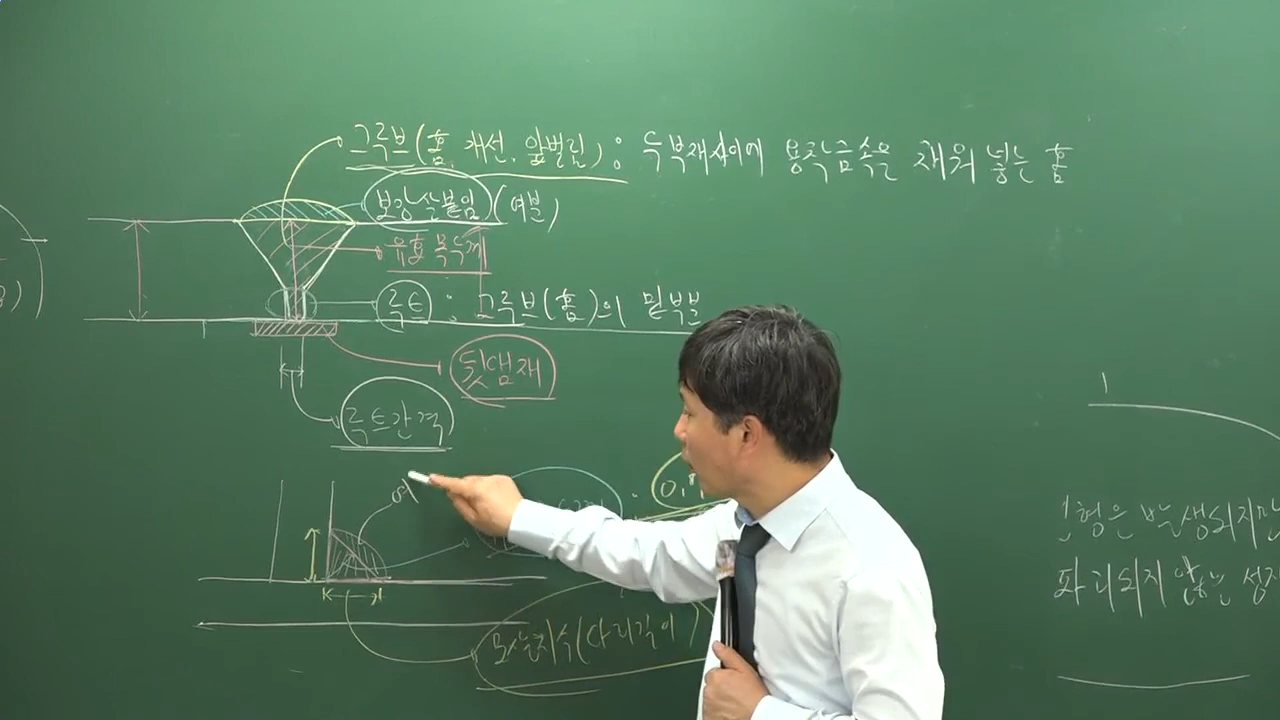 그루브(홈, 개선, 앞벌림) : 두 부재 사이에 용착금속을 채워 넣는 홈
보강살붙임(여분)
유효 목두께
루트 : 그루브(홈)의 밑부분
뒷댐재
루트간격
여
0.7
모살치수(다리길이)
형은 발생되지만
파괴되지 않는 성